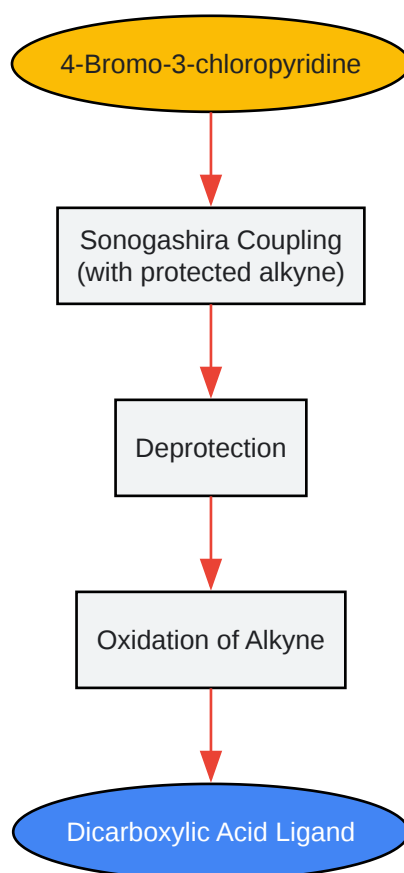 4-Bromo-3-chloropyridine
Sonogashira Coupling
(with protected alkyne)
Deprotection
Oxidation of Alkyne
Dicarboxylic Acid Ligand